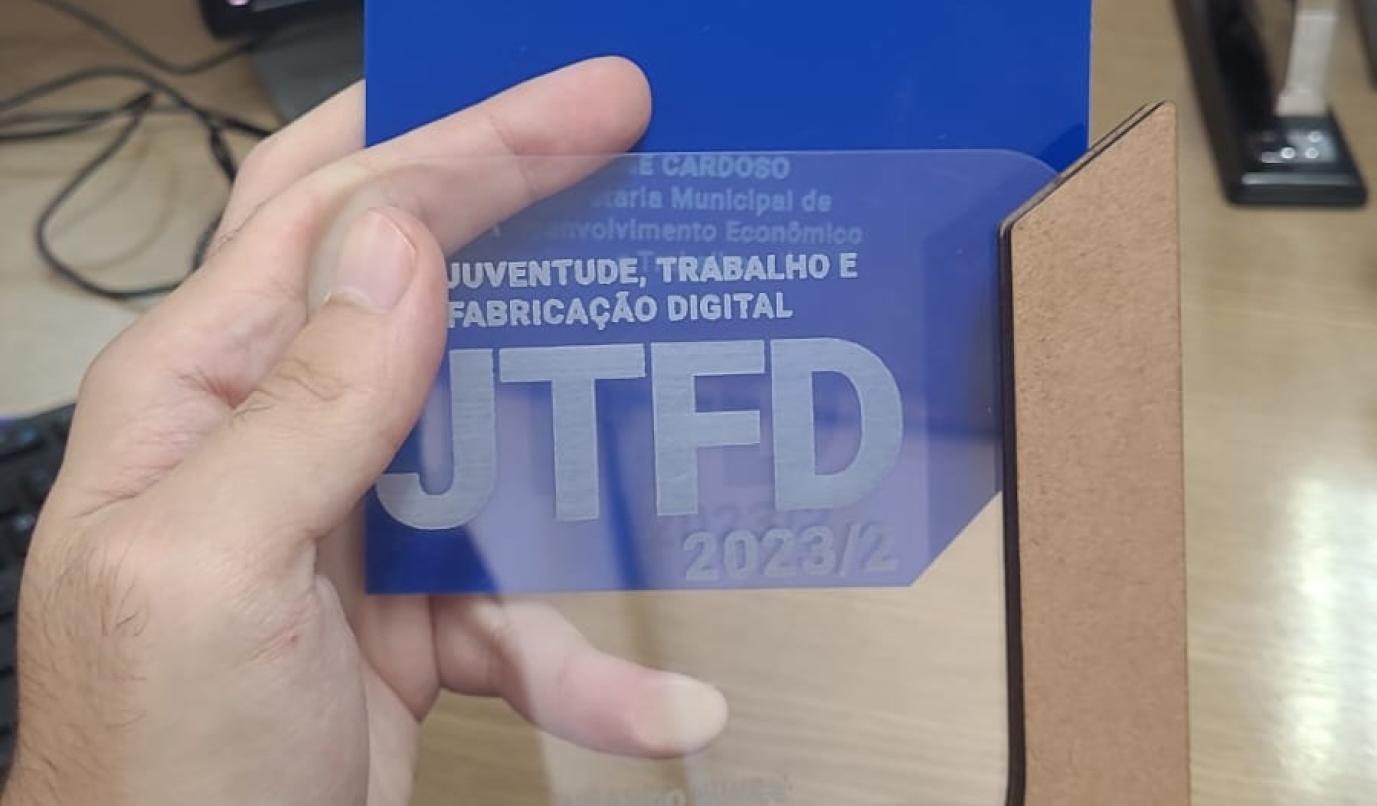 E CARDOSO
Municipal de
Econômico
JUVENTUDE, TRABALHO E
FABRICAÇÃO DIGITAL
JTFD
2023/2